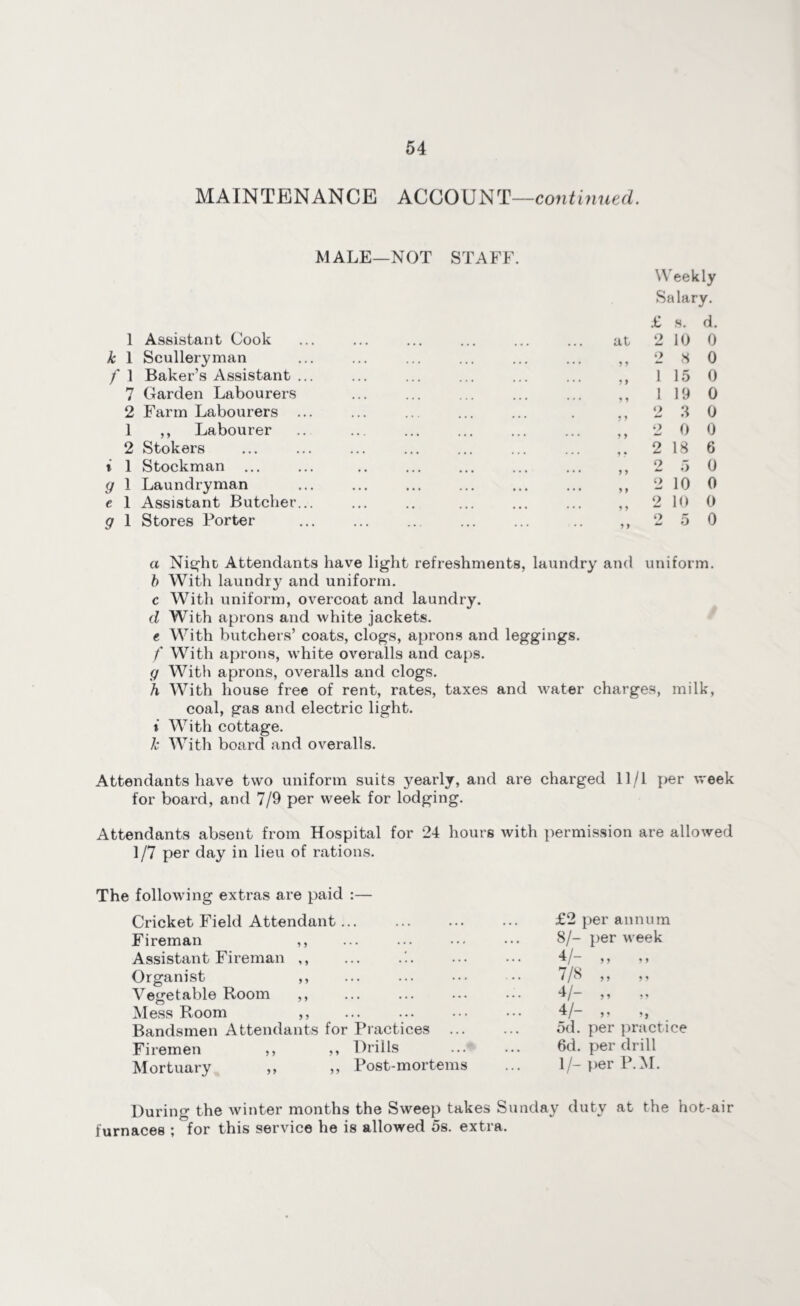 54
MAINTENANCE ACCOUNT—continued.
MALE—NOT STAFF.
Weekly
Salary.
£ s. d.
1 Assistant Cook ... ... ... ... ... ... at 2 10 0
k 1 Sculleryman ... ... ... ... ... ... ,, 2 8 0
f 1 Baker's Assistant ... ... ... ... ... ... ,, 1 15 0
7 Garden Labourers ... ... ... ... ... ,, 1 19 0
2 Farm Labourers ... ... ... ... ... . ,, 2 3 0
1 ,, Labourer .. ... ... ... ... ... ,, 2 0 0
2 Stokers ... ... ... ... ... ... ... ,, 2 18 6
i 1 Stockman ... ... .. ... ... ... ... ,, 2 5 0
g 1 Laundryman ... ... ... ... ... ... ,, 2 10 0
e 1 Assistant Butcher... ... .. ... ... ... ,, 2 10 0
g 1 Stores Porter ... ... ... ... ... .. ,, 2 5 0
a Night Attendants have light refreshments, laundry and uniform.
b With laundry and uniform.
c With uniform, overcoat and laundry.
d With aprons and white jackets.
e With butchers' coats, clogs, aprons and leggings.
f With aprons, white overalls and caps.
g With aprons, overalls and clogs.
h With house free of rent, rates, taxes and water charges, milk,
coal, gas and electric light.
i With cottage.
k With board and overalls.
Attendants have two uniform suits yearly, and are charged 11/1 per week
for board, and 7/9 per week for lodging.
Attendants absent from Hospital for 24 hours with permission are allowed
1/7 per day in lieu of rations.
The following extras are paid :—
Cricket Field Attendant ... ... ... ... £2 per annum
Fireman ,, ... ... ... ... 8/- per week
Assistant Fireman ,, ... ... ... ... 4/- ,, ,,
Organist ,, ... ... ... .. 7/8 ,, ,,
Vegetable Room ,, ... ... ... ... 4/- ,, ,,
Mess Room ,, ... ... ... ... 4/- ,, ,,
Bandsmen Attendants for Practices ... ... 5d. per practice
Firemen ,, ,, Drills ... ... 6d. per drill
Mortuary ,, ,, Post-mortems ... 1/- per P.M.
During the winter months the Sweep takes Sunday duty at the hot-air
furnaces ; for this service he is allowed 5s. extra.